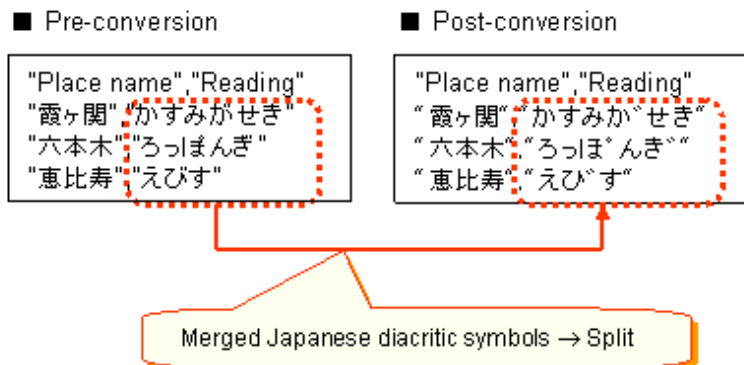 ■ Pre-conversion
"Place name","Reading"
"霞ヶ関","かすみがせき"
"六本木","ろっぽんぎ"
"恵比寿","えびす"
■ Post-conversion
"Place name","Reading"
"霞ヶ関","かすみか゛せき"
"六本木","ろっほ゜んき゛"
"恵比寿","えひ゛す"
Merged Japanese diacritic symbols → Split